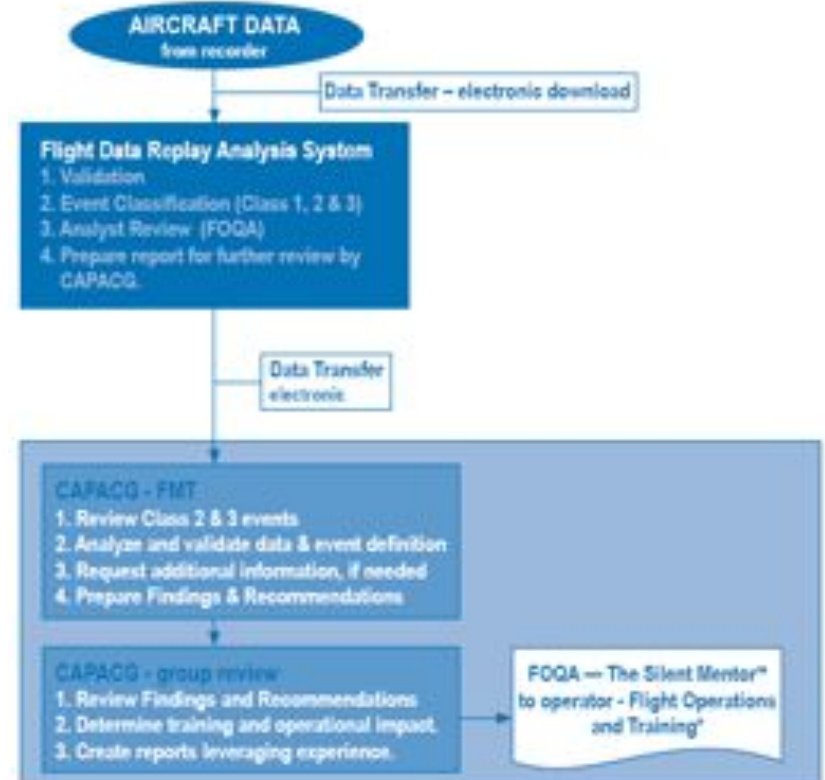 AIRCRAFT DATA
from recorder
Data Transfer – electronic download
Flight Data Replay Analysis System
1. Validation
2. Event Classification (Class 1, 2 & 3)
3. Analyst Review (FOQA)
4. Prepare report for further review by
CAPACG.
Data Transfer
electronic
CAPACG - FMT
1. Review Class 2 & 3 events
2. Analyze and validate data & event definition
3. Request additional information, if needed
4. Prepare Findings & Recommendations
CAPACG - group review
1. Review Findings and Recommendations
2. Determine training and operational impact.
3. Create reports leveraging experience.
FOQA — The Silent Mentor™
to operator - Flight Operations
and Training*